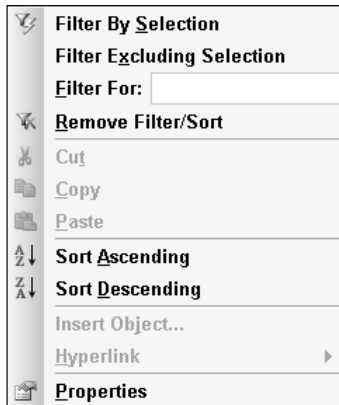 Filter By Selection
Filter Excluding Selection
Filter For:
Remove Filter/Sort
Cut
Copy
Paste
A Z Sort Ascending
Z A Sort Descending
Insert Object...
Hyperlink
Properties